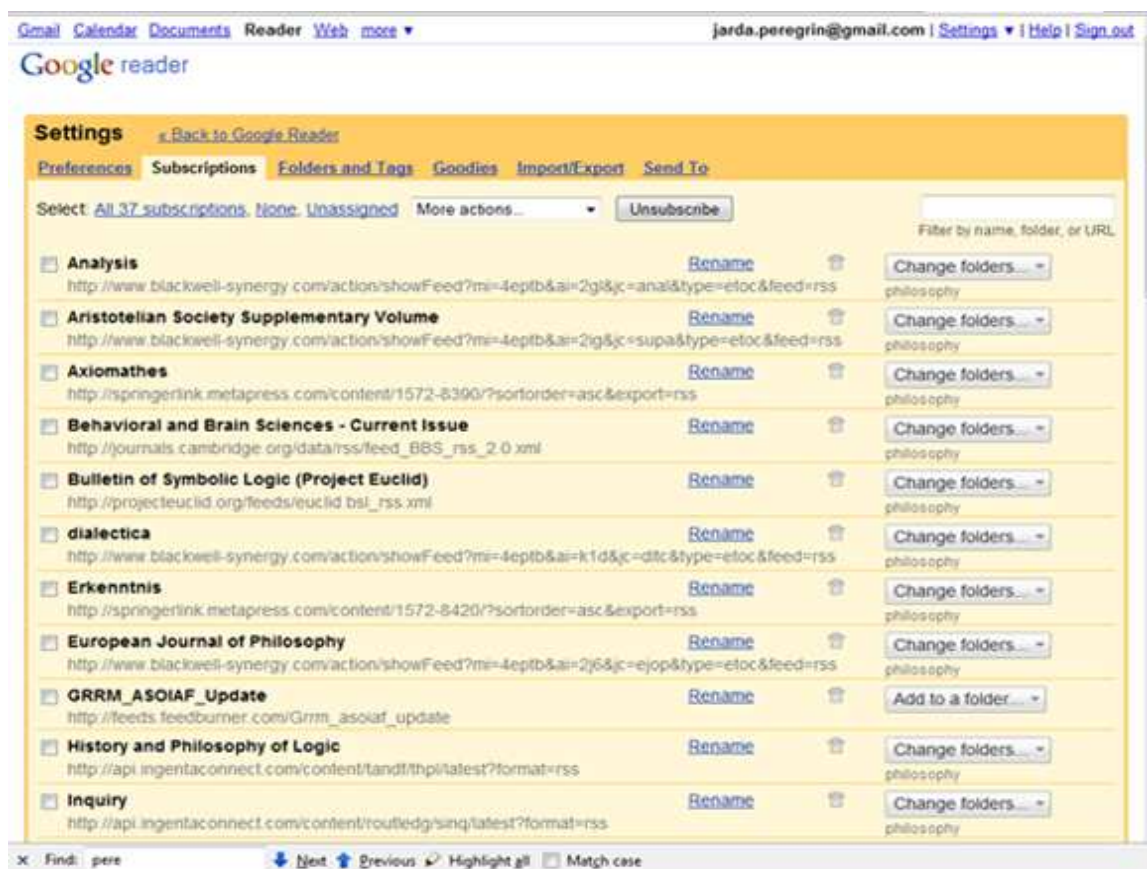 Gmail Calendar Documents Reader Web more ▼ jarda.peregrin@gmail.com | Settings ▼ | Help | Sign out
Google reader
Settings « Back to Google Reader
Preferences Subscriptions Folders and Tags Goodies Import/Export Send To
Select: All 37 subscriptions, None, Unassigned More actions... Unsubscribe
Filter by name, folder, or URL
Analysis Rename Change folders...
http://www.blackwell-synergy.com/action/showFeed?mi=4eptb&ai=2gl&jc=anal&type=etoc&feed=rss philosophy
Aristotelian Society Supplementary Volume Rename Change folders...
http://www.blackwell-synergy.com/action/showFeed?mi=4eptb&ai=2ig&jc=supa&type=etoc&feed=rss philosophy
Axiomathes Rename Change folders...
http://springerlink.metapress.com/content/1572-8390/?sortorder=asc&export=rss philosophy
Behavioral and Brain Sciences - Current Issue Rename Change folders...
http://journals.cambridge.org/data/rss/feed_BBS_rss_2.0.xml philosophy
Bulletin of Symbolic Logic (Project Euclid) Rename Change folders...
http://projecteuclid.org/feeds/euclid.bsl_rss.xml philosophy
dialectica Rename Change folders...
http://www.blackwell-synergy.com/action/showFeed?mi=4eptb&ai=k1d&jc=ditc&type=etoc&feed=rss philosophy
Erkenntnis Rename Change folders...
http://springerlink.metapress.com/content/1572-8420/?sortorder=asc&export=rss philosophy
European Journal of Philosophy Rename Change folders...
http://www.blackwell-synergy.com/action/showFeed?mi=4eptb&ai=2j6&jc=ejop&type=etoc&feed=rss philosophy
GRRM_ASOIAF_Update Rename Add to a folder...
http://feeds.feedburner.com/Grrm_asoiaf_update
History and Philosophy of Logic Rename Change folders...
http://api.ingentaconnect.com/content/tandf/thpl/latest?format=rss philosophy
Inquiry Rename Change folders...
http://api.ingentaconnect.com/content/routledg/sinq/latest?format=rss philosophy
x Find: pere Next Previous Highlight all Match case